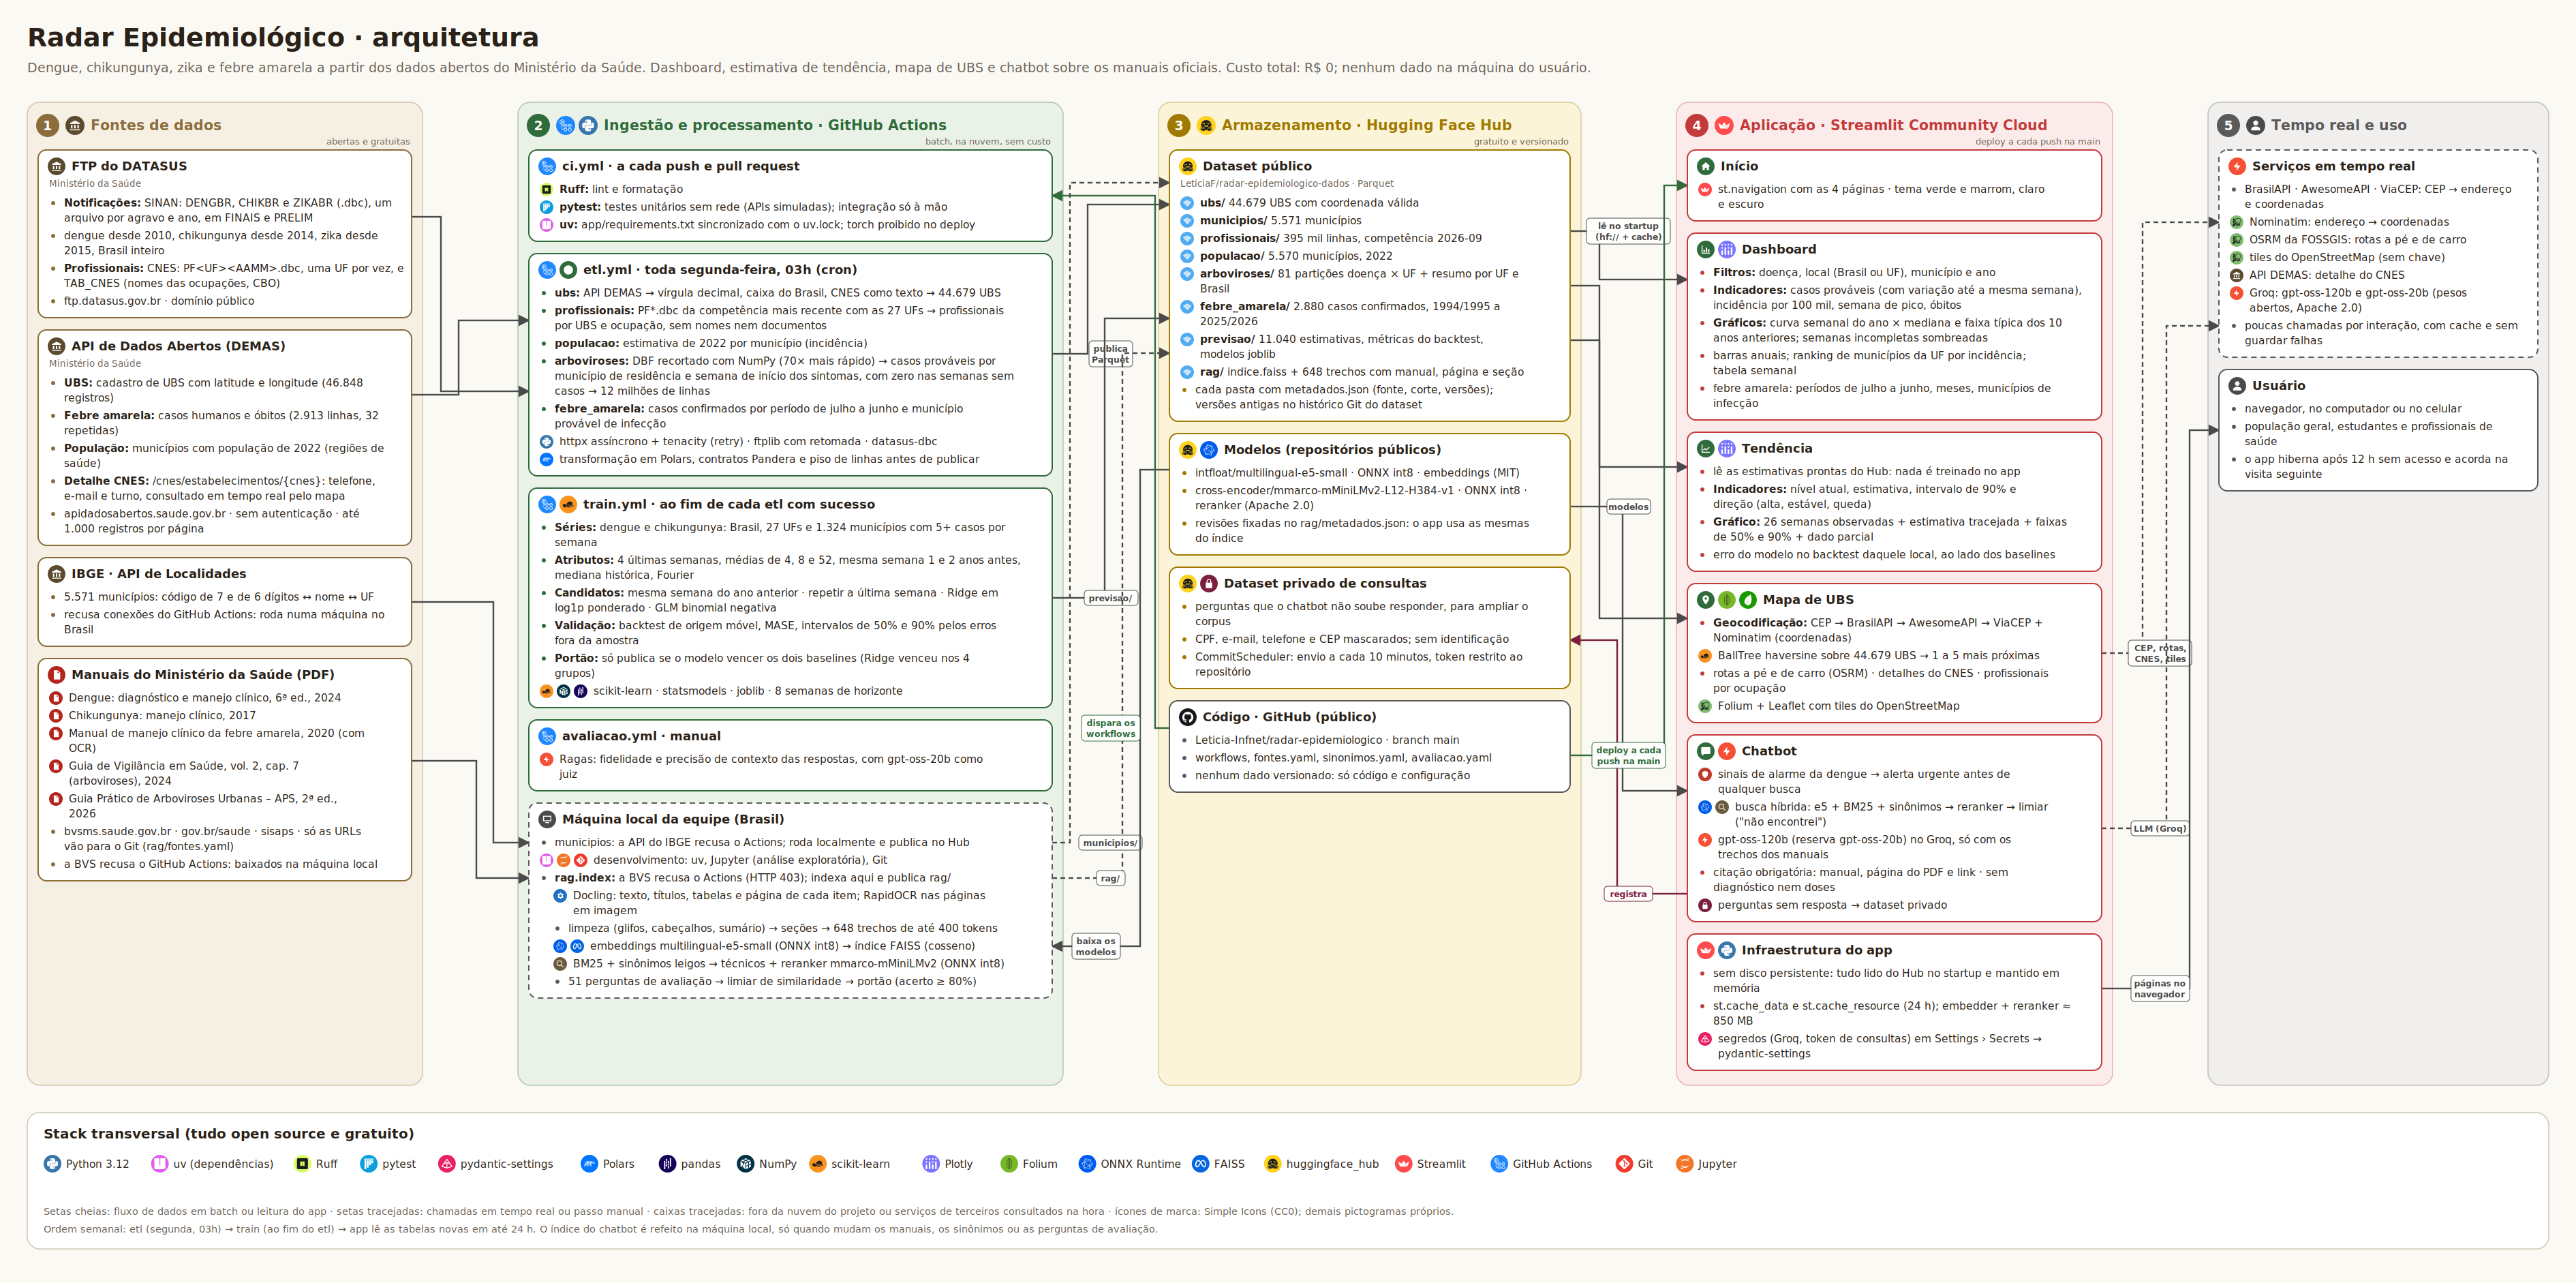 Radar Epidemiológico · arquitetura
Dengue, chikungunya, zika e febre amarela a partir dos dados abertos do Ministério da Saúde. Dashboard, estimativa de tendência, mapa de UBS e chatbot sobre os manuais oficiais. Custo total: R$ 0; nenhum dado na máquina do usuário.
1 Fontes de dados
abertas e gratuitas
FTP do DATASUS
Ministério da Saúde
Notificações: SINAN: DENGBR, CHIKBR e ZIKABR (.dbc), um
arquivo por agravo e ano, em FINAIS e PRELIM
dengue desde 2010, chikungunya desde 2014, zika desde
2015, Brasil inteiro
Profissionais: CNES: PF<UF><AAMM>.dbc, uma UF por vez, e
TAB_CNES (nomes das ocupações, CBO)
ftp.datasus.gov.br · domínio público
API de Dados Abertos (DEMAS)
Ministério da Saúde
UBS: cadastro de UBS com latitude e longitude (46.848
registros)
Febre amarela: casos humanos e óbitos (2.913 linhas, 32
repetidas)
População: municípios com população de 2022 (regiões de
saúde)
Detalhe CNES: /cnes/estabelecimentos/{cnes}: telefone,
e-mail e turno, consultado em tempo real pelo mapa
apidadosabertos.saude.gov.br · sem autenticação · até
1.000 registros por página
IBGE · API de Localidades
5.571 municípios: código de 7 e de 6 dígitos ↔ nome ↔ UF
recusa conexões do GitHub Actions: roda numa máquina no
Brasil
Manuais do Ministério da Saúde (PDF)
Dengue: diagnóstico e manejo clínico, 6ª ed., 2024
Chikungunya: manejo clínico, 2017
Manual de manejo clínico da febre amarela, 2020 (com
OCR)
Guia de Vigilância em Saúde, vol. 2, cap. 7
(arboviroses), 2024
Guia Prático de Arboviroses Urbanas – APS, 2ª ed.,
2026
bvsms.saude.gov.br · gov.br/saude · sisaps · só as URLs
vão para o Git (rag/fontes.yaml)
a BVS recusa o GitHub Actions: baixados na máquina local
2 Ingestão e processamento · GitHub Actions
batch, na nuvem, sem custo
ci.yml · a cada push e pull request
Ruff: lint e formatação
pytest: testes unitários sem rede (APIs simuladas); integração só à mão
uv: app/requirements.txt sincronizado com o uv.lock; torch proibido no deploy
etl.yml · toda segunda-feira, 03h (cron)
ubs: API DEMAS → vírgula decimal, caixa do Brasil, CNES como texto → 44.679 UBS
profissionais: PF*.dbc da competência mais recente com as 27 UFs → profissionais
por UBS e ocupação, sem nomes nem documentos
populacao: estimativa de 2022 por município (incidência)
arboviroses: DBF recortado com NumPy (70× mais rápido) → casos prováveis por
município de residência e semana de início dos sintomas, com zero nas semanas sem
casos → 12 milhões de linhas
febre_amarela: casos confirmados por período de julho a junho e município
provável de infecção
httpx assíncrono + tenacity (retry) · ftplib com retomada · datasus-dbc
transformação em Polars, contratos Pandera e piso de linhas antes de publicar
train.yml · ao fim de cada etl com sucesso
Séries: dengue e chikungunya: Brasil, 27 UFs e 1.324 municípios com 5+ casos por
semana
Atributos: 4 últimas semanas, médias de 4, 8 e 52, mesma semana 1 e 2 anos antes,
mediana histórica, Fourier
Candidatos: mesma semana do ano anterior · repetir a última semana · Ridge em
log1p ponderado · GLM binomial negativa
Validação: backtest de origem móvel, MASE, intervalos de 50% e 90% pelos erros
fora da amostra
Portão: só publica se o modelo vencer os dois baselines (Ridge venceu nos 4
grupos)
scikit-learn · statsmodels · joblib · 8 semanas de horizonte
avaliacao.yml · manual
Ragas: fidelidade e precisão de contexto das respostas, com gpt-oss-20b como
juiz
Máquina local da equipe (Brasil)
municipios: a API do IBGE recusa o Actions; roda localmente e publica no Hub
desenvolvimento: uv, Jupyter (análise exploratória), Git
rag.index: a BVS recusa o Actions (HTTP 403); indexa aqui e publica rag/
Docling: texto, títulos, tabelas e página de cada item; RapidOCR nas páginas
em imagem
limpeza (glifos, cabeçalhos, sumário) → seções → 648 trechos de até 400 tokens
embeddings multilingual-e5-small (ONNX int8) → índice FAISS (cosseno)
BM25 + sinônimos leigos → técnicos + reranker mmarco-mMiniLMv2 (ONNX int8)
51 perguntas de avaliação → limiar de similaridade → portão (acerto ≥ 80%)
publica
Parquet
previsao/
dispara os
workflows
municipios/
rag/
baixa os
modelos
3 Armazenamento · Hugging Face Hub
gratuito e versionado
Dataset público
LeticiaF/radar-epidemiologico-dados · Parquet
ubs/ 44.679 UBS com coordenada válida
municipios/ 5.571 municípios
profissionais/ 395 mil linhas, competência 2026-09
populacao/ 5.570 municípios, 2022
arboviroses/ 81 partições doença × UF + resumo por UF e
Brasil
febre_amarela/ 2.880 casos confirmados, 1994/1995 a
2025/2026
previsao/ 11.040 estimativas, métricas do backtest,
modelos joblib
rag/ indice.faiss + 648 trechos com manual, página e seção
cada pasta com metadados.json (fonte, corte, versões);
versões antigas no histórico Git do dataset
Modelos (repositórios públicos)
intfloat/multilingual-e5-small · ONNX int8 · embeddings (MIT)
cross-encoder/mmarco-mMiniLMv2-L12-H384-v1 · ONNX int8 ·
reranker (Apache 2.0)
revisões fixadas no rag/metadados.json: o app usa as mesmas
do índice
Dataset privado de consultas
perguntas que o chatbot não soube responder, para ampliar o
corpus
CPF, e-mail, telefone e CEP mascarados; sem identificação
CommitScheduler: envio a cada 10 minutos, token restrito ao
repositório
Código · GitHub (público)
Leticia-Infnet/radar-epidemiologico · branch main
workflows, fontes.yaml, sinonimos.yaml, avaliacao.yaml
nenhum dado versionado: só código e configuração
lê no startup
(hf:// + cache)
modelos
deploy a cada
push na main
registra
4 Aplicação · Streamlit Community Cloud
deploy a cada push na main
Início
st.navigation com as 4 páginas · tema verde e marrom, claro
e escuro
Dashboard
Filtros: doença, local (Brasil ou UF), município e ano
Indicadores: casos prováveis (com variação até a mesma semana),
incidência por 100 mil, semana de pico, óbitos
Gráficos: curva semanal do ano × mediana e faixa típica dos 10
anos anteriores; semanas incompletas sombreadas
barras anuais; ranking de municípios da UF por incidência;
tabela semanal
febre amarela: períodos de julho a junho, meses, municípios de
infecção
Tendência
lê as estimativas prontas do Hub: nada é treinado no app
Indicadores: nível atual, estimativa, intervalo de 90% e
direção (alta, estável, queda)
Gráfico: 26 semanas observadas + estimativa tracejada + faixas
de 50% e 90% + dado parcial
erro do modelo no backtest daquele local, ao lado dos baselines
Mapa de UBS
Geocodificação: CEP → BrasilAPI → AwesomeAPI → ViaCEP +
Nominatim (coordenadas)
BallTree haversine sobre 44.679 UBS → 1 a 5 mais próximas
rotas a pé e de carro (OSRM) · detalhes do CNES · profissionais
por ocupação
Folium + Leaflet com tiles do OpenStreetMap
Chatbot
sinais de alarme da dengue → alerta urgente antes de
qualquer busca
busca híbrida: e5 + BM25 + sinônimos → reranker → limiar
("não encontrei")
gpt-oss-120b (reserva gpt-oss-20b) no Groq, só com os
trechos dos manuais
citação obrigatória: manual, página do PDF e link · sem
diagnóstico nem doses
perguntas sem resposta → dataset privado
Infraestrutura do app
sem disco persistente: tudo lido do Hub no startup e mantido em
memória
st.cache_data e st.cache_resource (24 h); embedder + reranker ≈
850 MB
segredos (Groq, token de consultas) em Settings › Secrets →
pydantic-settings
CEP, rotas,
CNES, tiles
LLM (Groq)
páginas no
navegador
5 Tempo real e uso
Serviços em tempo real
BrasilAPI · AwesomeAPI · ViaCEP: CEP → endereço
e coordenadas
Nominatim: endereço → coordenadas
OSRM da FOSSGIS: rotas a pé e de carro
tiles do OpenStreetMap (sem chave)
API DEMAS: detalhe do CNES
Groq: gpt-oss-120b e gpt-oss-20b (pesos
abertos, Apache 2.0)
poucas chamadas por interação, com cache e sem
guardar falhas
Usuário
navegador, no computador ou no celular
população geral, estudantes e profissionais de
saúde
o app hiberna após 12 h sem acesso e acorda na
visita seguinte
Stack transversal (tudo open source e gratuito)
Python 3.12 uv (dependências) Ruff pytest pydantic-settings Polars pandas NumPy scikit-learn Plotly Folium ONNX Runtime FAISS huggingface_hub Streamlit GitHub Actions Git Jupyter
Setas cheias: fluxo de dados em batch ou leitura do app · setas tracejadas: chamadas em tempo real ou passo manual · caixas tracejadas: fora da nuvem do projeto ou serviços de terceiros consultados na hora · ícones de marca: Simple Icons (CC0); demais pictogramas próprios.
Ordem semanal: etl (segunda, 03h) → train (ao fim do etl) → app lê as tabelas novas em até 24 h. O índice do chatbot é refeito na máquina local, só quando mudam os manuais, os sinônimos ou as perguntas de avaliação.